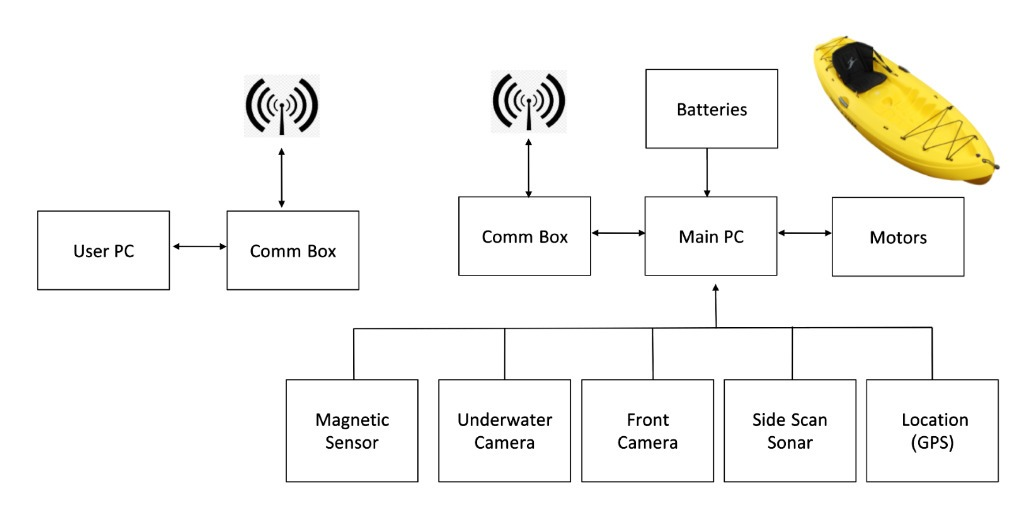 Batteries
User PC
Comm Box
Comm Box
Main PC
Motors
Magnetic
Sensor
Underwater
Camera
Front
Camera
Side Scan
Sonar
Location
(GPS)